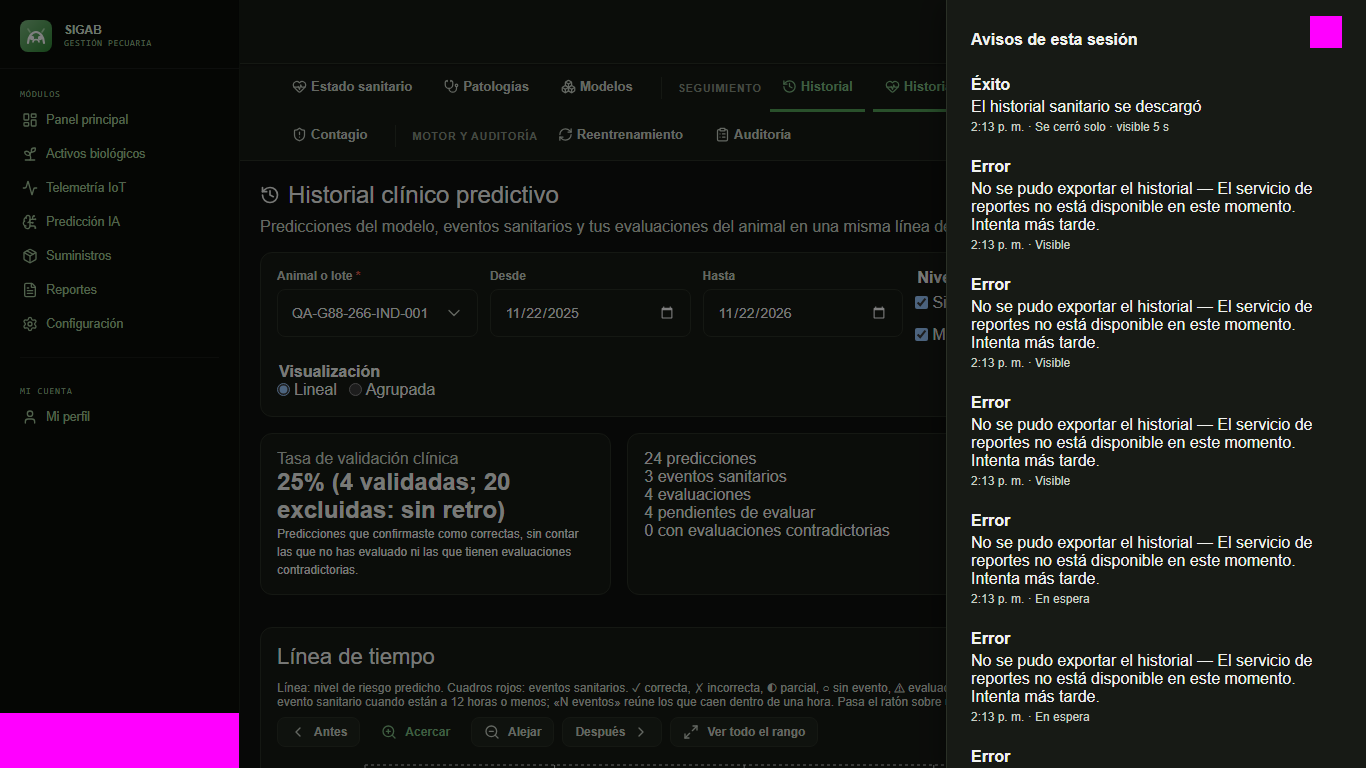 SIGAB
GESTIÓN PECUARIA
MÓDULOS
Panel principal
Activos biológicos
Telemetría IoT
Predicción IA
Suministros
Reportes
Configuración
MI CUENTA
Mi perfil
Estado sanitario
Patologías
Modelos
SEGUIMIENTO
Historial
Contagio
MOTOR Y AUDITORÍA
Reentrenamiento
Auditoría
Historial clínico predictivo
Predicciones del modelo, eventos sanitarios y tus evaluaciones del animal en una misma línea
Animal o lote *
Desde
Hasta
QA-G88-266-IND-001
11/22/2025
11/22/2026
Visualización
Lineal
Agrupada
Tasa de validación clínica
25% (4 validadas; 20
excluidas: sin retro)
Predicciones que confirmaste como correctas, sin contar
las que no has evaluado ni las que tienen evaluaciones
contradictorias.
24 predicciones
3 eventos sanitarios
4 evaluaciones
4 pendientes de evaluar
0 con evaluaciones contradictorias
Línea de tiempo
Línea: nivel de riesgo predicho. Cuadros rojos: eventos sanitarios. ✓ correcta, ✗ incorrecta, ◐ parcial, ○ sin evento, ⚠
evento sanitario cuando están a 12 horas o menos; «N eventos» reúne los que caen dentro de una hora. Pasa el ratón sobre
Antes
Acercar
Alejar
Después
Ver todo el rango
Avisos de esta sesión
Éxito
El historial sanitario se descargó
2:13 p. m. · Se cerró solo · visible 5 s
Error
No se pudo exportar el historial — El servicio de
reportes no está disponible en este momento.
Intenta más tarde.
2:13 p. m. · Visible
Error
No se pudo exportar el historial — El servicio de
reportes no está disponible en este momento.
Intenta más tarde.
2:13 p. m. · Visible
Error
No se pudo exportar el historial — El servicio de
reportes no está disponible en este momento.
Intenta más tarde.
2:13 p. m. · Visible
Error
No se pudo exportar el historial — El servicio de
reportes no está disponible en este momento.
Intenta más tarde.
2:13 p. m. · En espera
Error
No se pudo exportar el historial — El servicio de
reportes no está disponible en este momento.
Intenta más tarde.
2:13 p. m. · En espera
Error